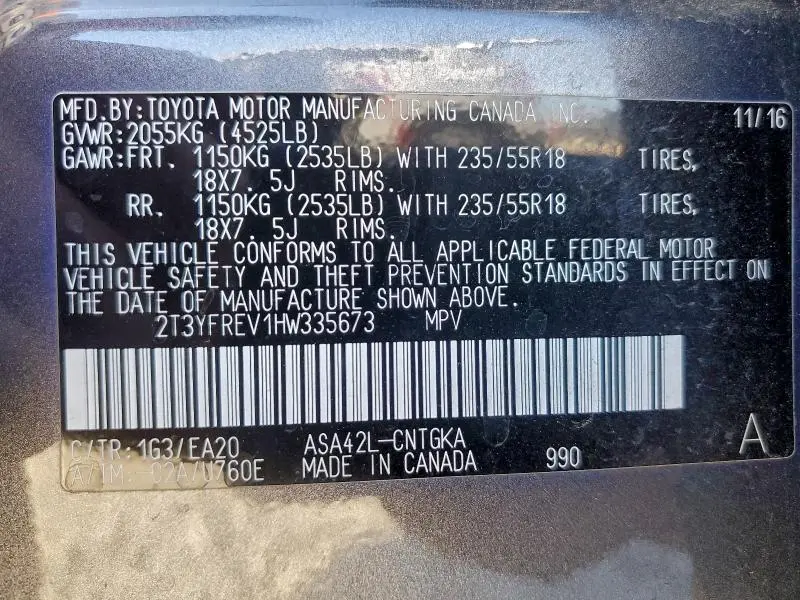 MFD.BY:TOYOTA MOTOR MANUFACTURING CANADA INC. 11/16
GVWR:2055KG (4525LB)
GAWR:FRT. 1150KG (2535LB) WITH 235/55R18 TIRES,
18X7. 5J RIMS.
RR. 1150KG (2535LB) WITH 235/55R18 TIRES,
18X7. 5J RIMS.
THIS VEHICLE CONFORMS TO ALL APPLICABLE FEDERAL MOTOR
VEHICLE SAFETY AND THEFT PREVENTION STANDARDS IN EFFECT ON
THE DATE OF MANUFACTURE SHOWN ABOVE.
2T3YFREV1HW335673 MPV
C/TR:1G3/EA20 ASA42L-CNTGKA A
A/TM: 02A/U760E MADE IN CANADA 990